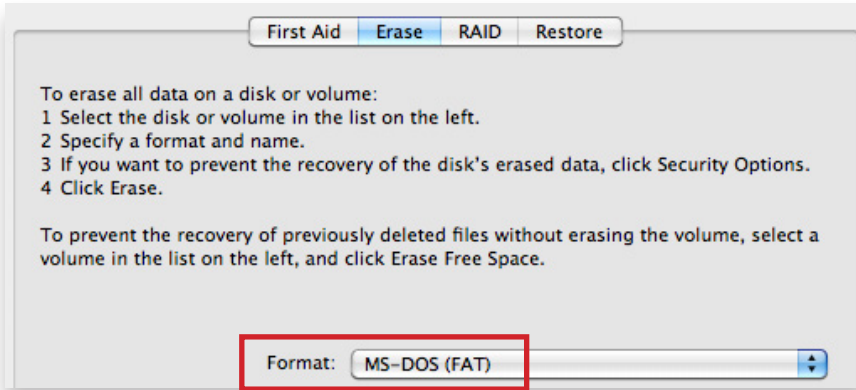 First Aid Erase RAID Restore
To erase all data on a disk or volume:
1 Select the disk or volume in the list on the left.
2 Specify a format and name.
3 If you want to prevent the recovery of the disk's erased data, click Security Options.
4 Click Erase.
To prevent the recovery of previously deleted files without erasing the volume, select a
volume in the list on the left, and click Erase Free Space.
Format: MS-DOS (FAT)